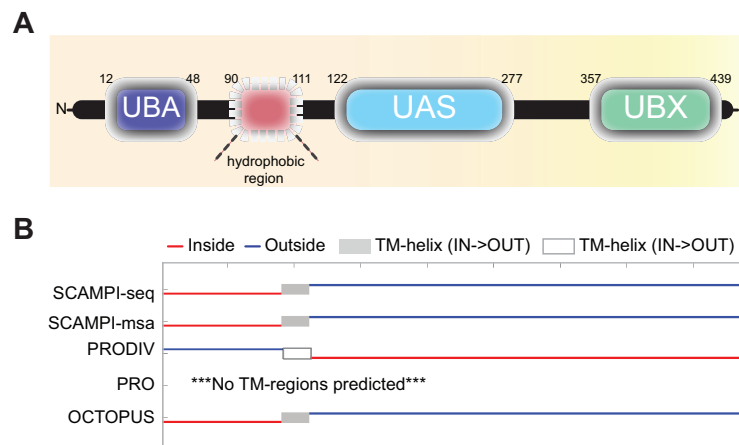 A
12 48 90 111 122 277 357 439
N UBA UAS UBX
hydrophobic
region
B
Inside Outside TM-helix (IN->OUT) TM-helix (IN->OUT)
SCAMPI-seq
SCAMPI-msa
PRODIV
PRO ***No TM-regions predicted***
OCTOPUS